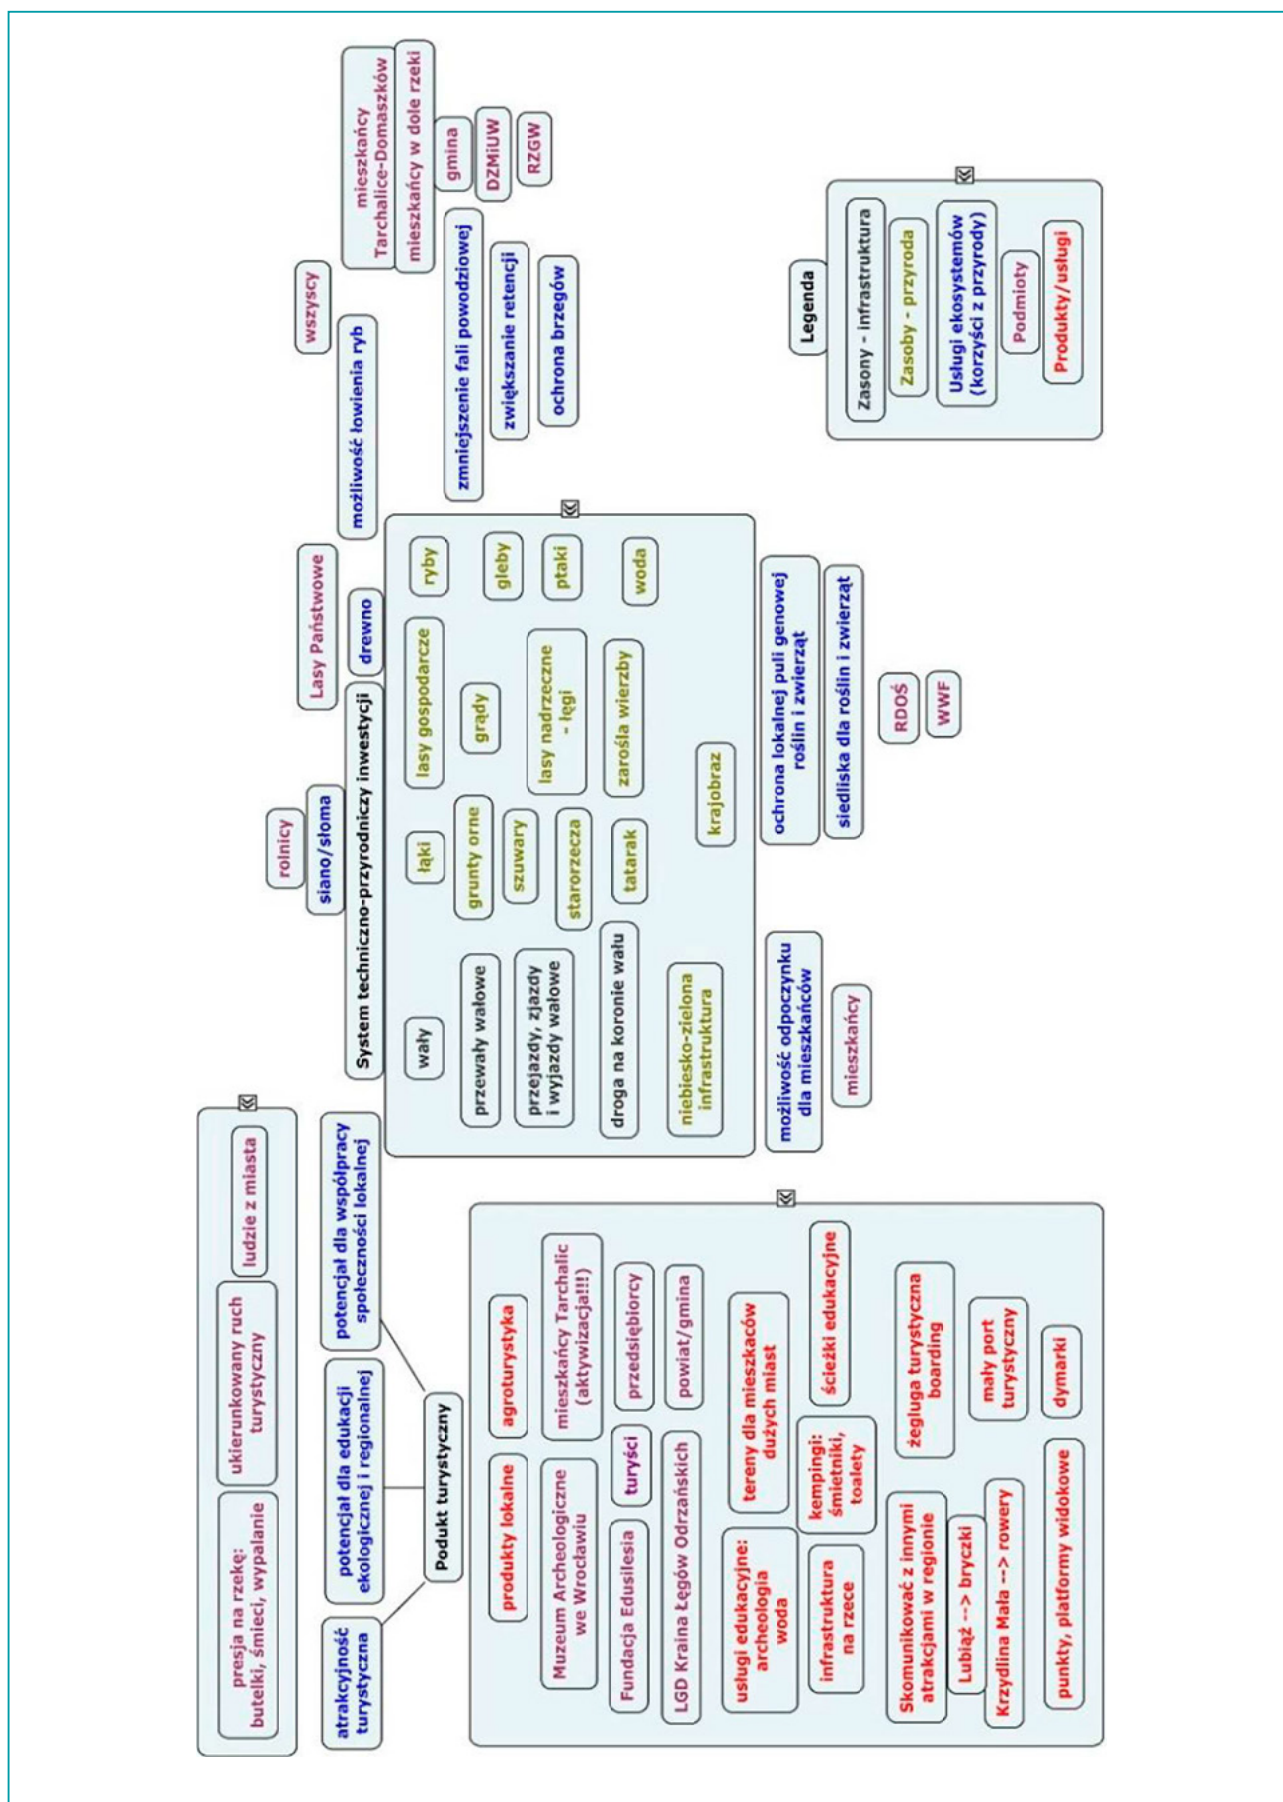 presja na rzekę:
butelki, śmieci, wypalanie
ukierunkowany ruch
turystyczny
ludzie z miasta
atrakcyjność
turystyczna
potencjał dla edukacji
ekologicznej i regionalnej
potencjał dla współpracy
społeczności lokalnej
Podukt turystyczny
produkty lokalne
agroturystyka
Muzeum Archeologiczne
we Wrocławiu
mieszkańcy Tarchalic
(aktywizacja!!!)
Fundacja Edusilesia
turyści
przedsiębiorcy
LGD Kraina Łęgów Odrzańskich
powiat/gmina
usługi edukacyjne:
archeologia
woda
tereny dla mieszkaców
dużych miast
infrastruktura
na rzece
kempingi:
śmietniki,
toalety
ścieżki edukacyjne
Skomunikować z innymi
atrakcjami w regionie
Lubiąż --> bryczki
Krzydlina Mała --> rowery
żegluga turystyczna
boarding
mały port
turystyczny
punkty, platformy widokowe
dymarki
rolnicy
siano/słoma
Lasy Państwowe
drewno
wszyscy
możliwość łowienia ryb
System techniczno-przyrodniczy inwestycji
wały
łąki
lasy gospodarcze
ryby
przewały wałowe
grunty orne
grądy
gleby
przejazdy, zjazdy
i wyjazdy wałowe
szuwary
starorzecza
lasy nadrzeczne
- łęgi
ptaki
droga na koronie wału
tatarak
zarośla wierzby
woda
niebiesko-zielona
infrastruktura
krajobraz
możliwość odpoczynku
dla mieszkańców
mieszkańcy
ochrona lokalnej puli genowej
roślin i zwierząt
siedliska dla roślin i zwierząt
RDOŚ
WWF
mieszkańcy
Tarchalice-Domaszków
mieszkańcy w dole rzeki
gmina
DZMiUW
RZGW
zmniejszenie fali powodziowej
zwiększanie retencji
ochrona brzegów
Legenda
Zasony - infrastruktura
Zasoby - przyroda
Usługi ekosystemów
(korzyści z przyrody)
Podmioty
Produkty/usługi